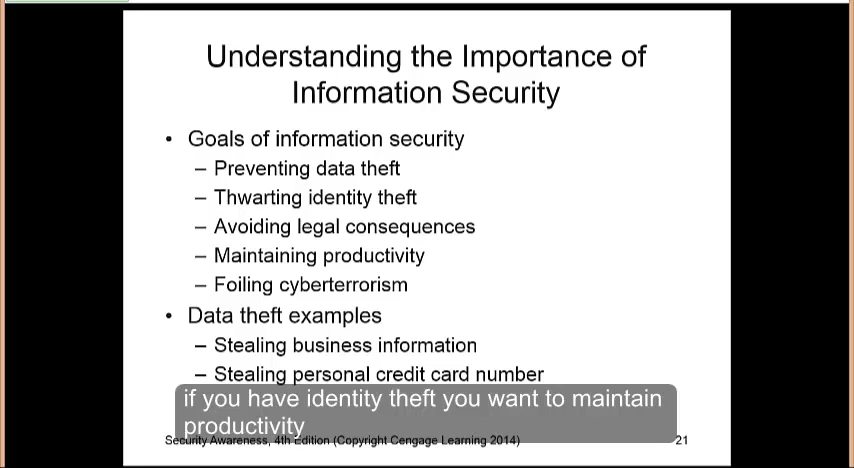 Understanding the Importance of
Information Security
• Goals of information security
– Preventing data theft
– Thwarting identity theft
– Avoiding legal consequences
– Maintaining productivity
– Foiling cyberterrorism
• Data theft examples
– Stealing business information
– Stealing personal credit card number
if you have identity theft you want to maintain
productivity
Security Awareness, 4th Edition (Copyright Cengage Learning 2014)
21